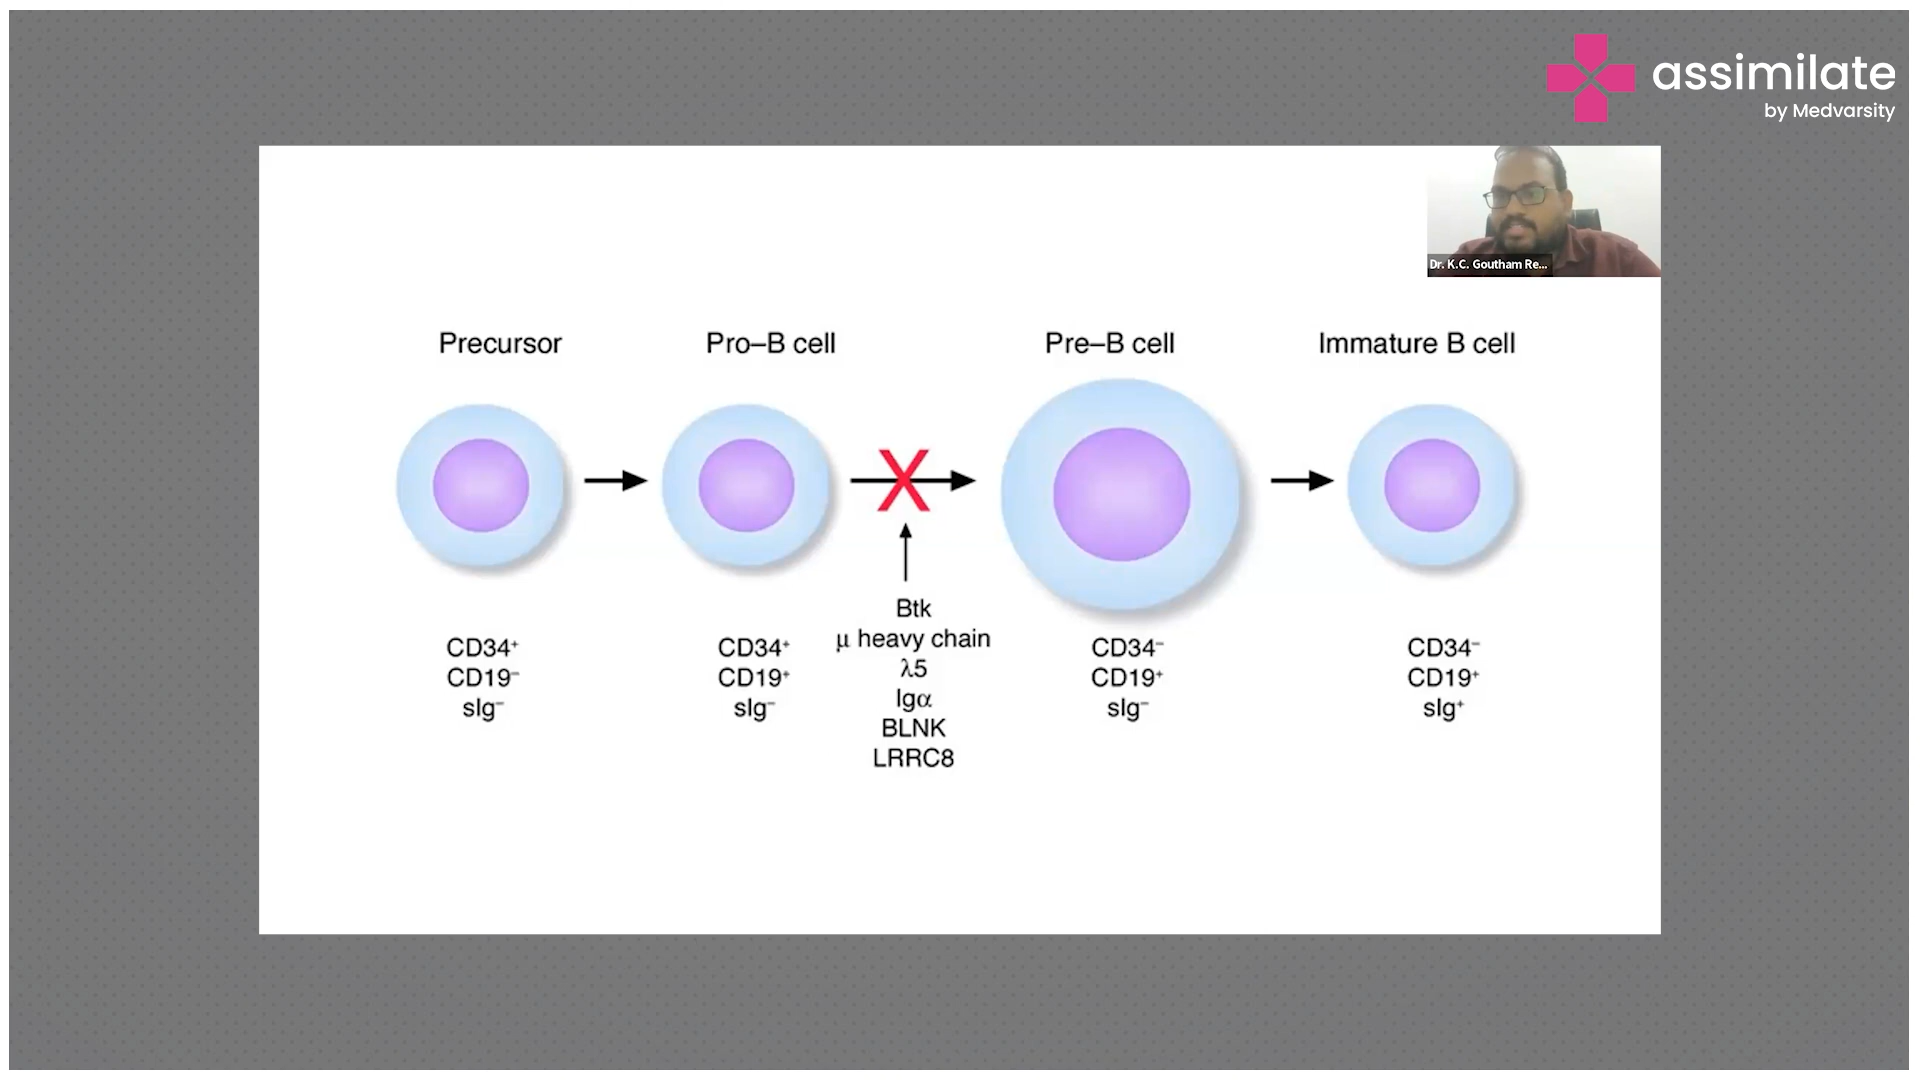 assimilate
by Medvarsity
Dr. K.C. Goutham Re...
Precursor
Pro–B cell
Pre–B cell
Immature B cell
X
Btk
μ heavy chain
λ5
Igα
BLNK
LRRC8
CD34⁺
CD19⁻
sIg⁻
CD34⁺
CD19⁺
sIg⁻
CD34⁻
CD19⁺
sIg⁻
CD34⁻
CD19⁺
sIg⁺